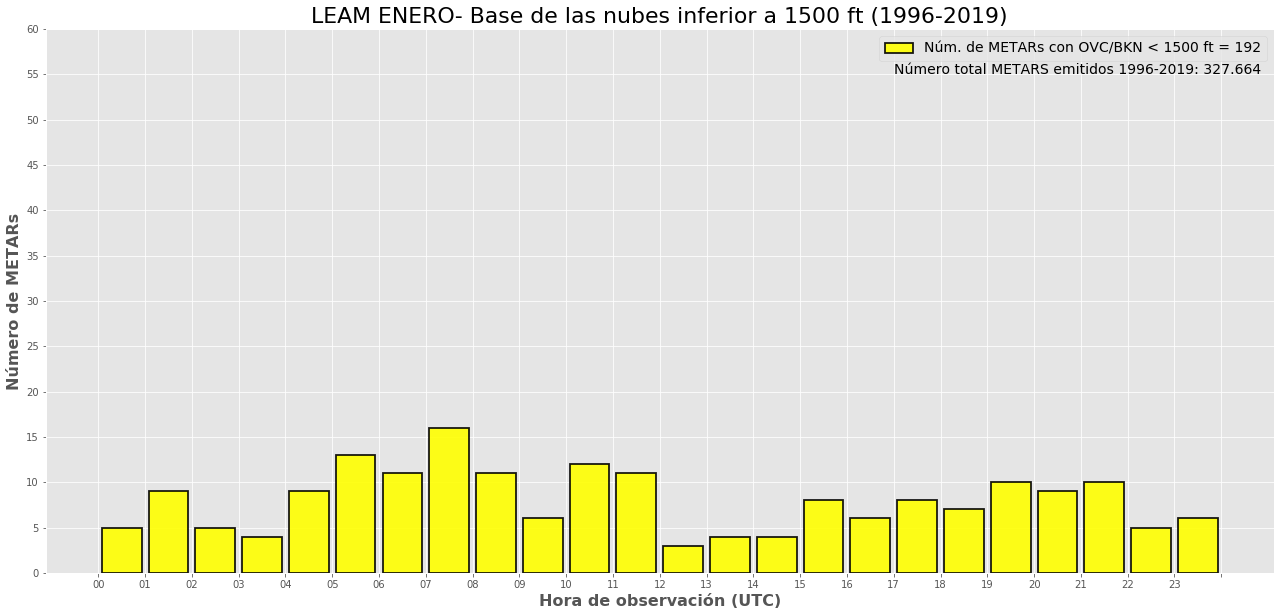 LEAM ENERO- Base de las nubes inferior a 1500 ft (1996-2019)
Núm. de METARs con OVC/BKN < 1500 ft = 192
Número total METARS emitidos 1996-2019: 327.664
Número de METARs
60
55
50
45
40
35
30
25
20
15
10
5
0
00 01 02 03 04 05 06 07 08 09 10 11 12 13 14 15 16 17 18 19 20 21 22 23
Hora de observación (UTC)